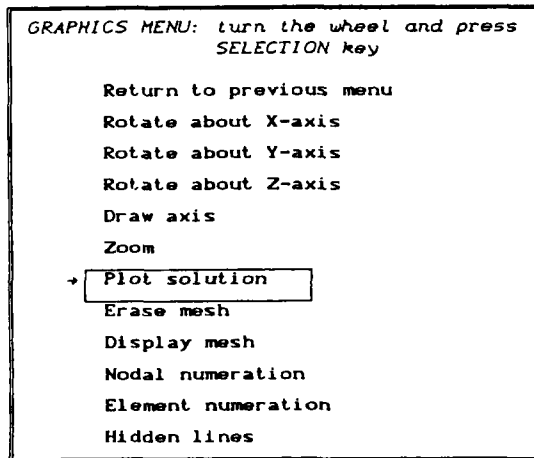 GRAPHICS MENU: turn the wheel and press
SELECTION key
Return to previous menu
Rotate about X-axis
Rotate about Y-axis
Rotate about Z-axis
Draw axis
Zoom
→ Plot solution
Erase mesh
Display mesh
Nodal numeration
Element numeration
Hidden lines